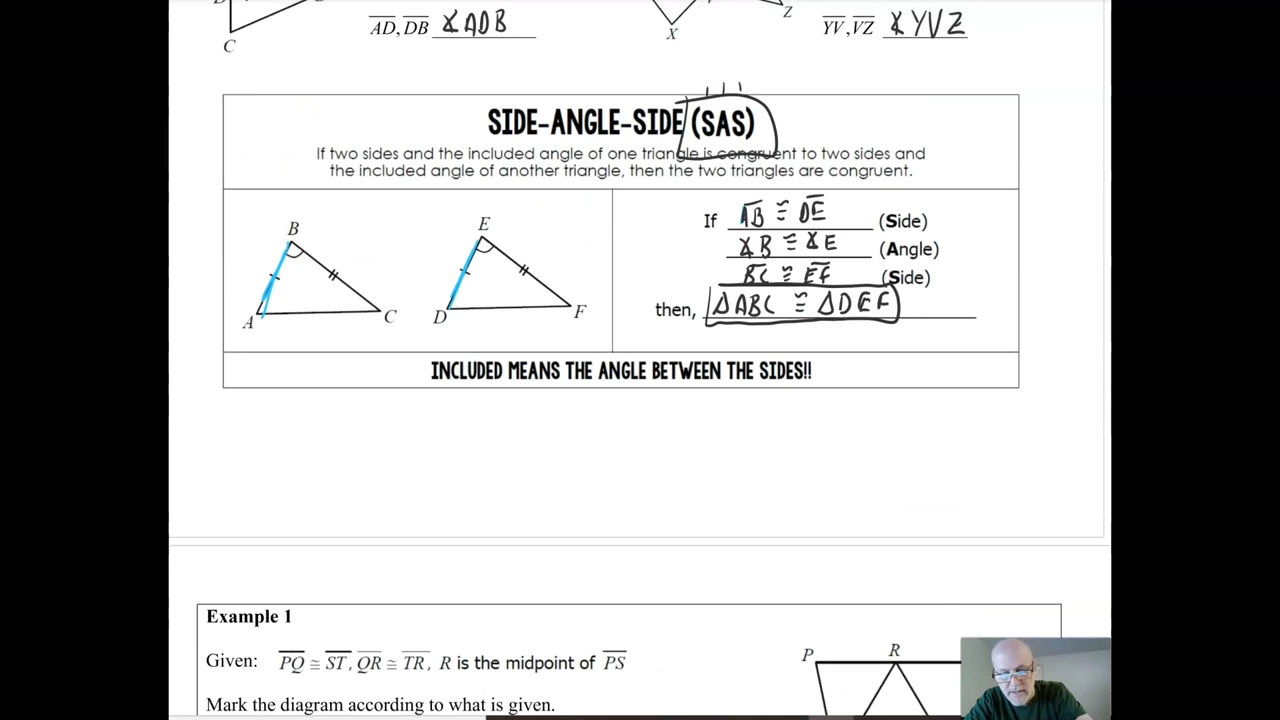 C
AD, DB ∡ADB
X
Z
YV, VZ ∡YVZ
SIDE-ANGLE-SIDE (SAS)
If two sides and the included angle of one triangle is congruent to two sides and
the included angle of another triangle, then the two triangles are congruent.
B
A
C
E
D
F
If AB ≅ DE (Side)
∡B ≅ ∡E (Angle)
BC ≅ EF (Side)
then, △ABC ≅ △DEF
INCLUDED MEANS THE ANGLE BETWEEN THE SIDES!!
Example 1
Given: PQ ≅ ST, QR ≅ TR, R is the midpoint of PS
P
R
Mark the diagram according to what is given.